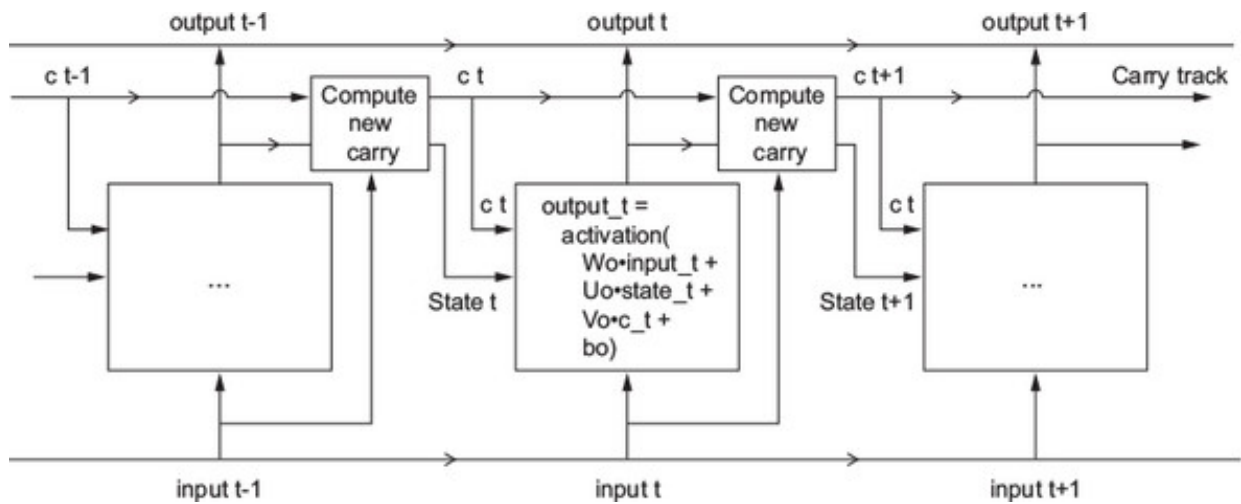 output t-1
output t
output t+1
c t-1
c t
c t+1
Carry track
Compute
new
carry
Compute
new
carry
c t
c t
output_t =
activation(
Wo•input_t +
Uo•state_t +
Vo•c_t +
bo)
...
...
State t
State t+1
input t-1
input t
input t+1